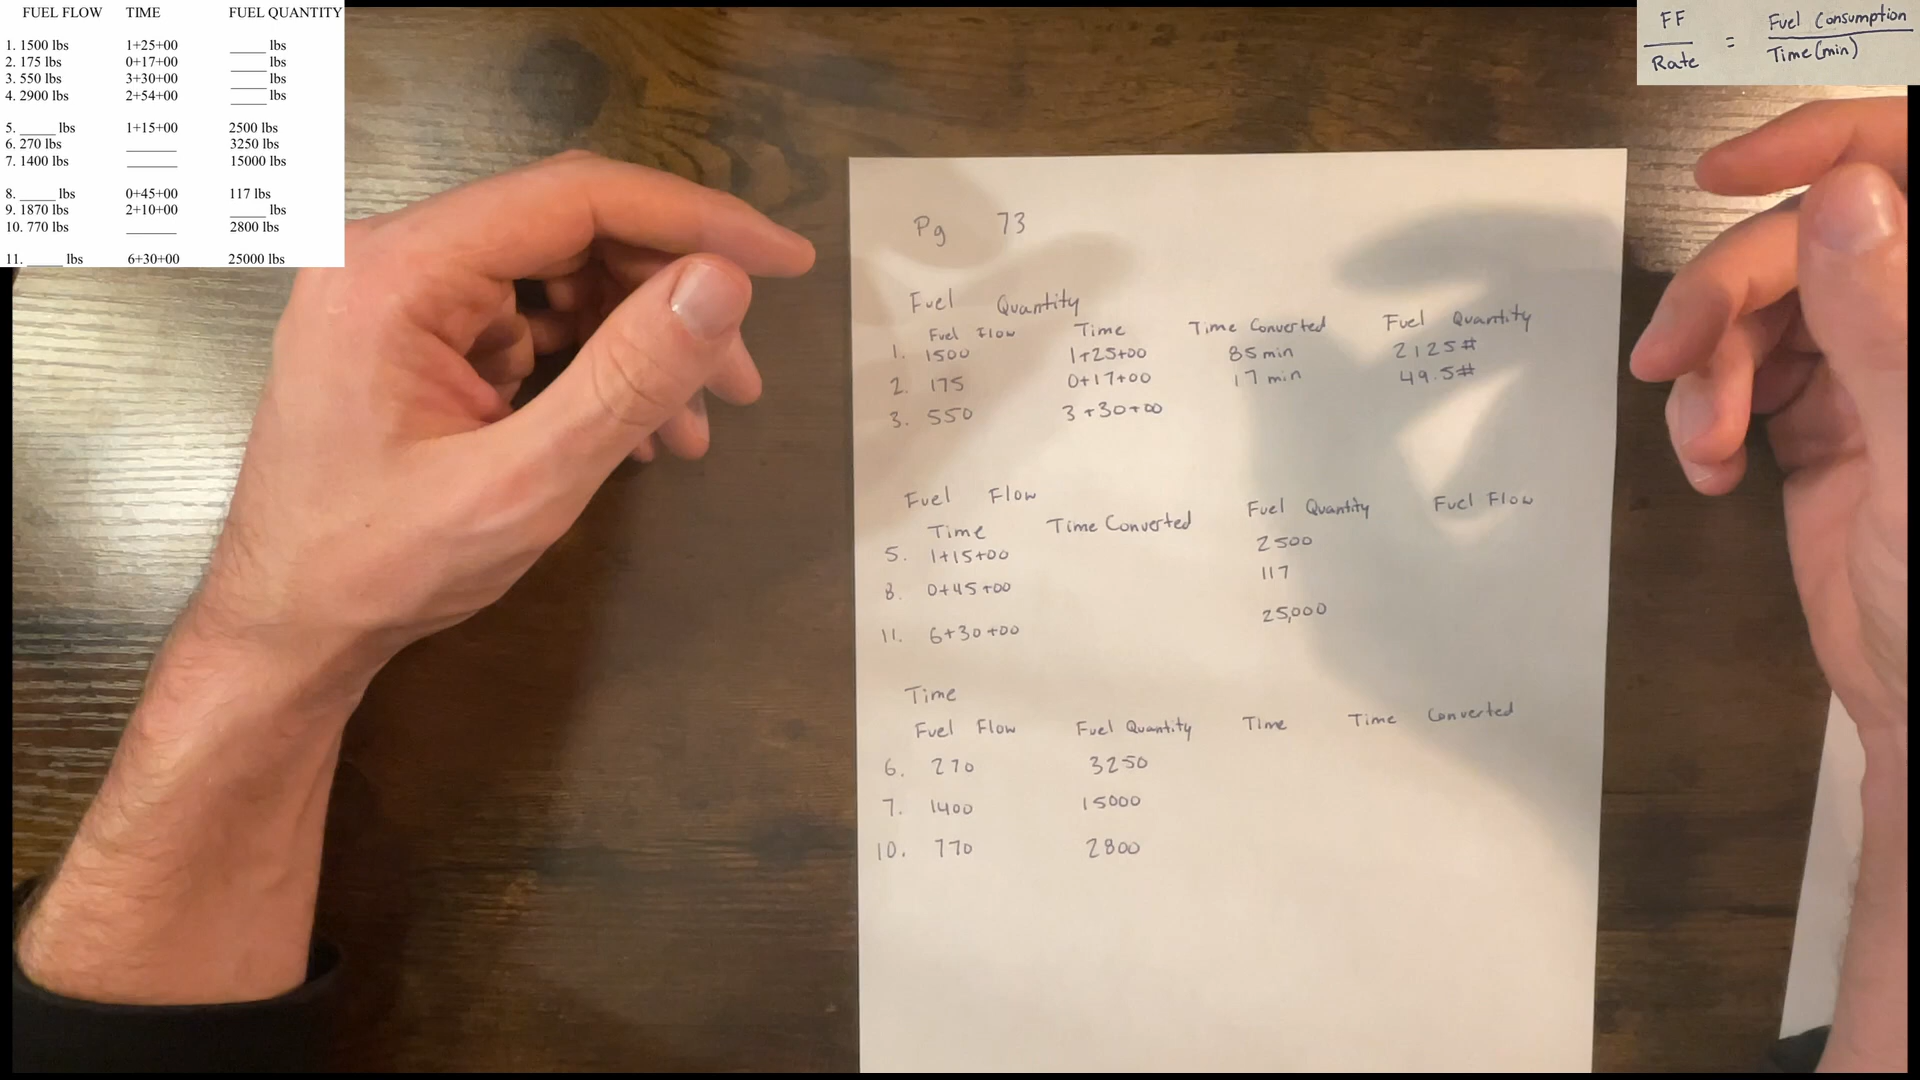 FUEL FLOW TIME FUEL QUANTITY
1. 1500 lbs 1+25+00 _____ lbs
2. 175 lbs 0+17+00 _____ lbs
3. 550 lbs 3+30+00 _____ lbs
4. 2900 lbs 2+54+00 _____ lbs
5. _____ lbs 1+15+00 2500 lbs
6. 270 lbs _______ 3250 lbs
7. 1400 lbs _______ 15000 lbs
8. _____ lbs 0+45+00 117 lbs
9. 1870 lbs 2+10+00 _____ lbs
10. 770 lbs _______ 2800 lbs
11. _____ lbs 6+30+00 25000 lbs
FF = Fuel Consumption
Rate Time (min)
Pg 73
Fuel Quantity
Fuel Flow Time Time Converted Fuel Quantity
1. 1500 1+25+00 85 min 2125#
2. 175 0+17+00 17 min 49.5#
3. 550 3+30+00
Fuel Flow
Time Time Converted Fuel Quantity Fuel Flow
5. 1+15+00 2500
8. 0+45+00 117
11. 6+30+00 25,000
Time
Fuel Flow Fuel Quantity Time Time Converted
6. 270 3250
7. 1400 15000
10. 770 2800